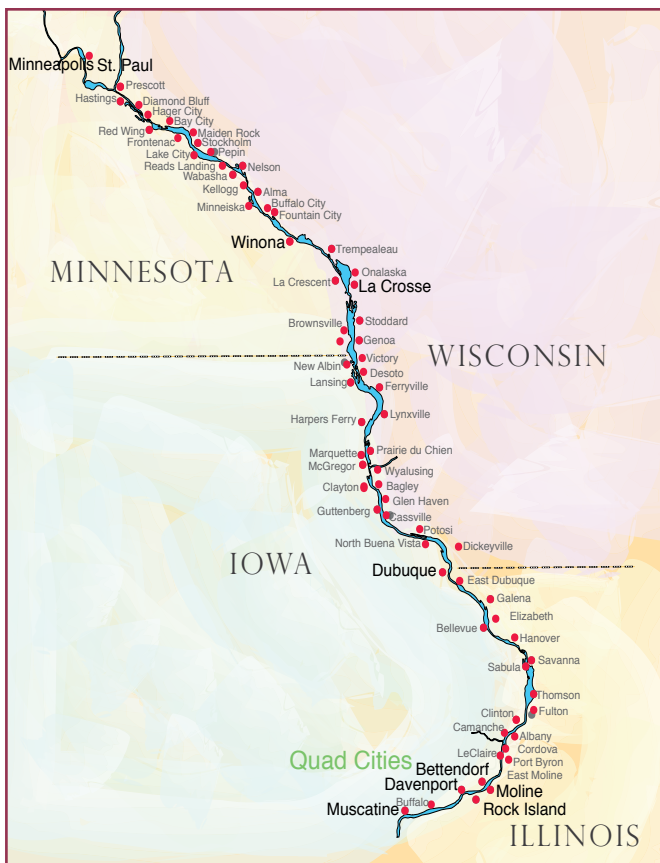 Minneapolis St. Paul
Prescott
Hastings
Diamond Bluff
Hager City
Bay City
Red Wing
Maiden Rock
Frontenac
Stockholm
Lake City
Pepin
Reads Landing
Nelson
Wabasha
Kellogg
Alma
Minneiska
Buffalo City
Fountain City
Winona
Trempealeau
MINNESOTA
Onalaska
La Crescent
La Crosse
Brownsville
Stoddard
Genoa
WISCONSIN
Victory
New Albin
Desoto
Lansing
Ferryville
Lynxville
Harpers Ferry
Prairie du Chien
Marquette
McGregor
Wyalusing
Clayton
Bagley
Glen Haven
Guttenberg
Cassville
Potosi
North Buena Vista
Dickeyville
IOWA
Dubuque
East Dubuque
Galena
Elizabeth
Bellevue
Hanover
Savanna
Sabula
Thomson
Fulton
Clinton
Camanche
Albany
Cordova
LeClaire
Port Byron
Quad Cities
East Moline
Bettendorf
Davenport
Moline
Buffalo
Rock Island
Muscatine
ILLINOIS